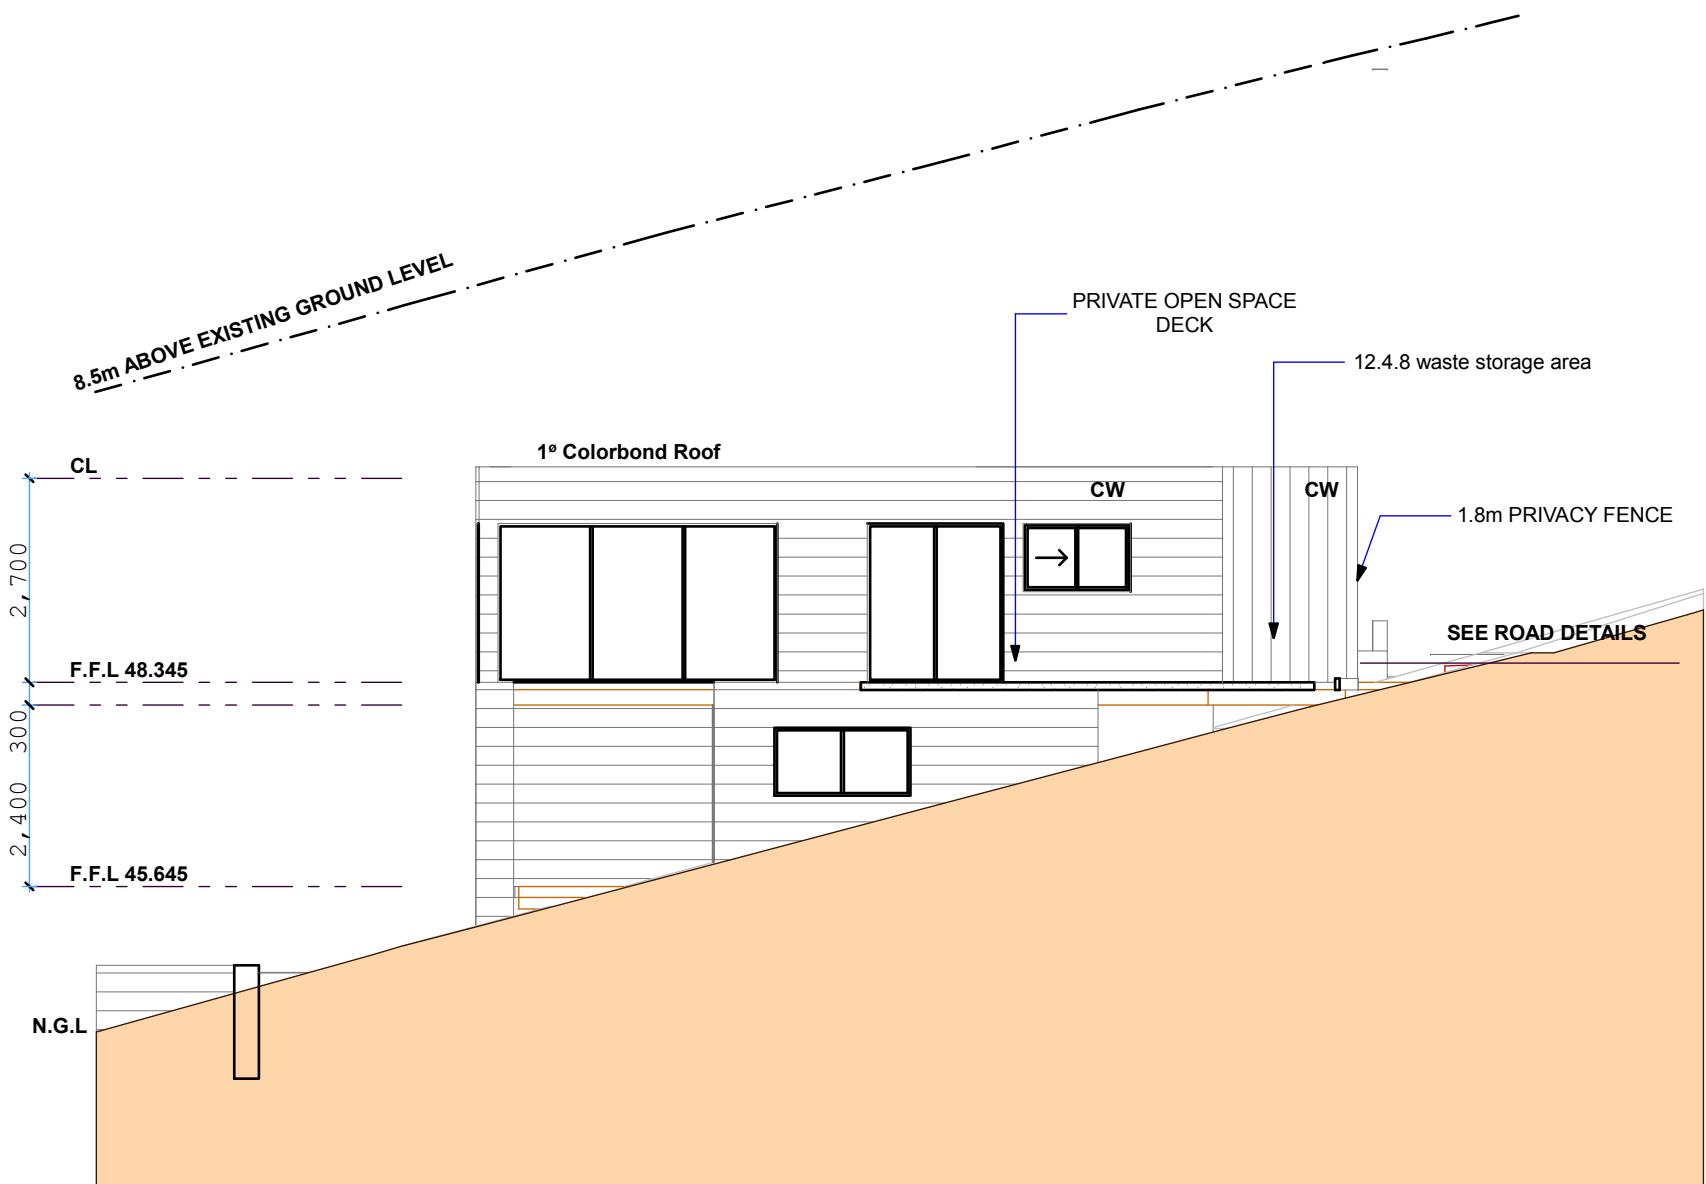 8.5m ABOVE EXISTING GROUND LEVEL
PRIVATE OPEN SPACE
DECK
12.4.8 waste storage area
1º Colorbond Roof
CL
CW
CW
1.8m PRIVACY FENCE
2,700
SEE ROAD DETAILS
F.F.L 48.345
300
2,400
F.F.L 45.645
N.G.L